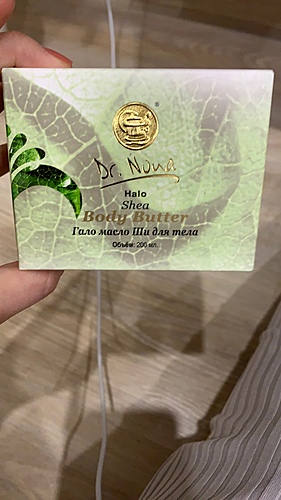 ®
Dr. Nona
Halo
Shea
Body Butter
Гало масло Ши для тела
Объём: 200 мл.